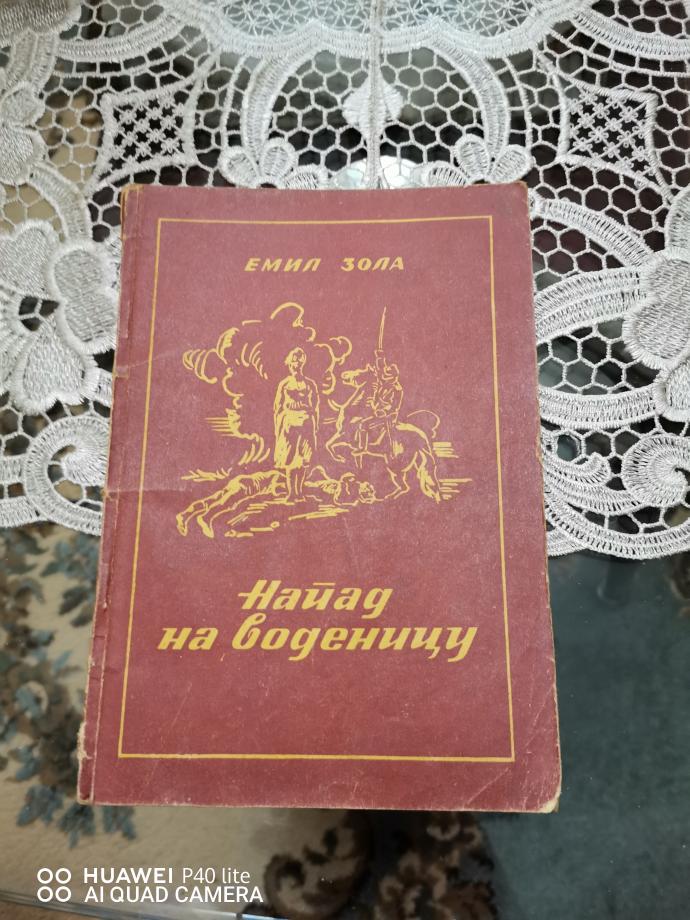 ЕМИЛ ЗОЛА
Напад
на воденицу
HUAWEI P40 lite
AI QUAD CAMERA